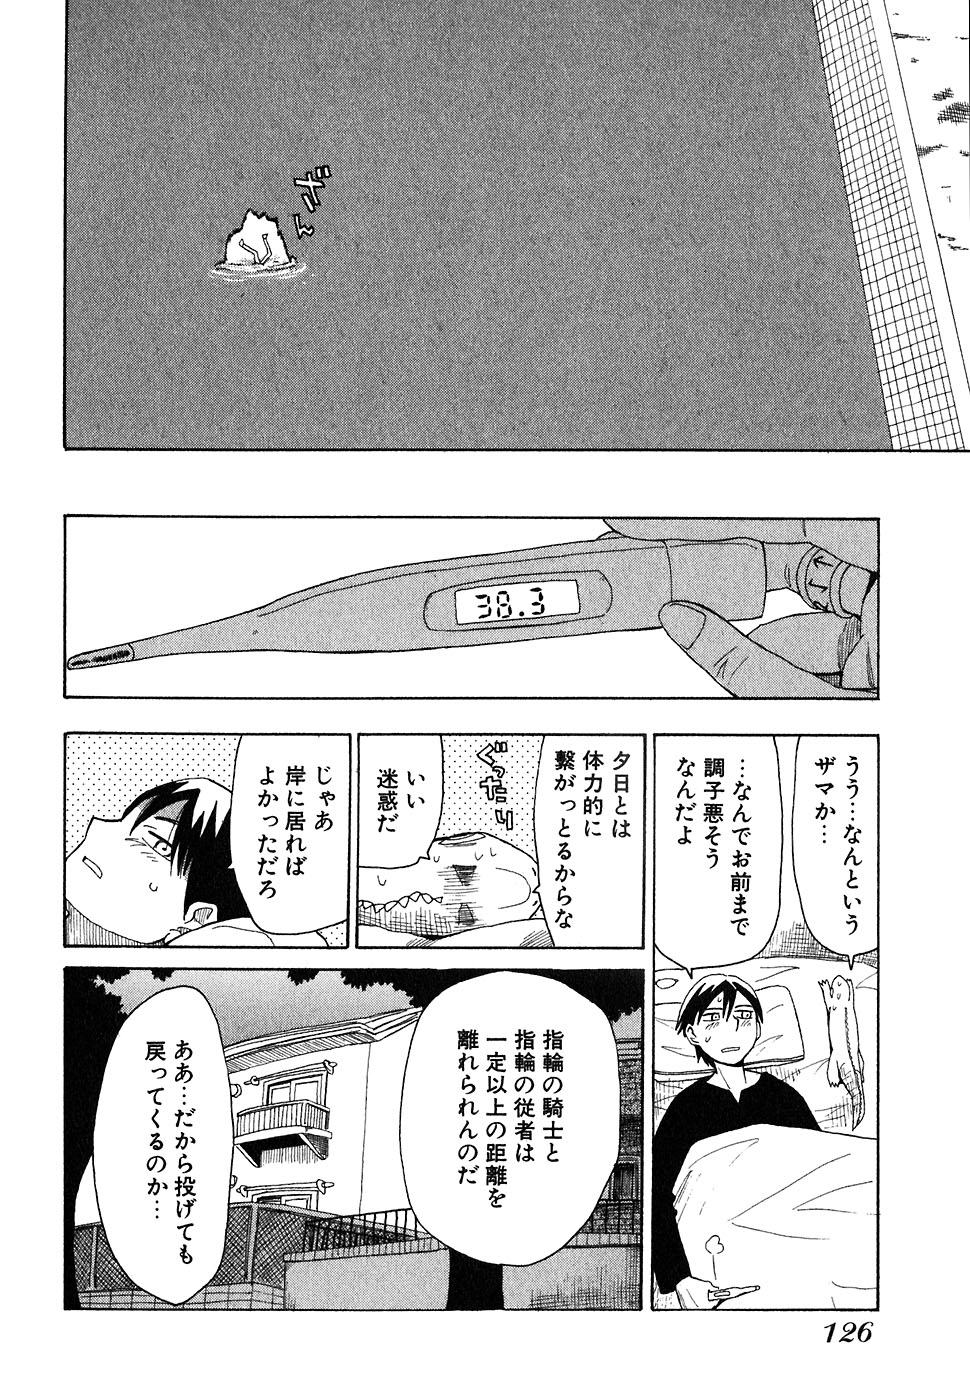 ざざん
38.3
うう…なんという
ザマか…
…なんでお前まで
調子悪そう
なんだよ
夕日とは
体力的に
繋がっとるからな
ぐったり
いい
迷惑だ
じゃあ
岸に居れば
よかっただろ
指輪の騎士と
指輪の従者は
一定以上の距離を
離れられんのだ
ああ…だから投げても
戻ってくるのか…
126